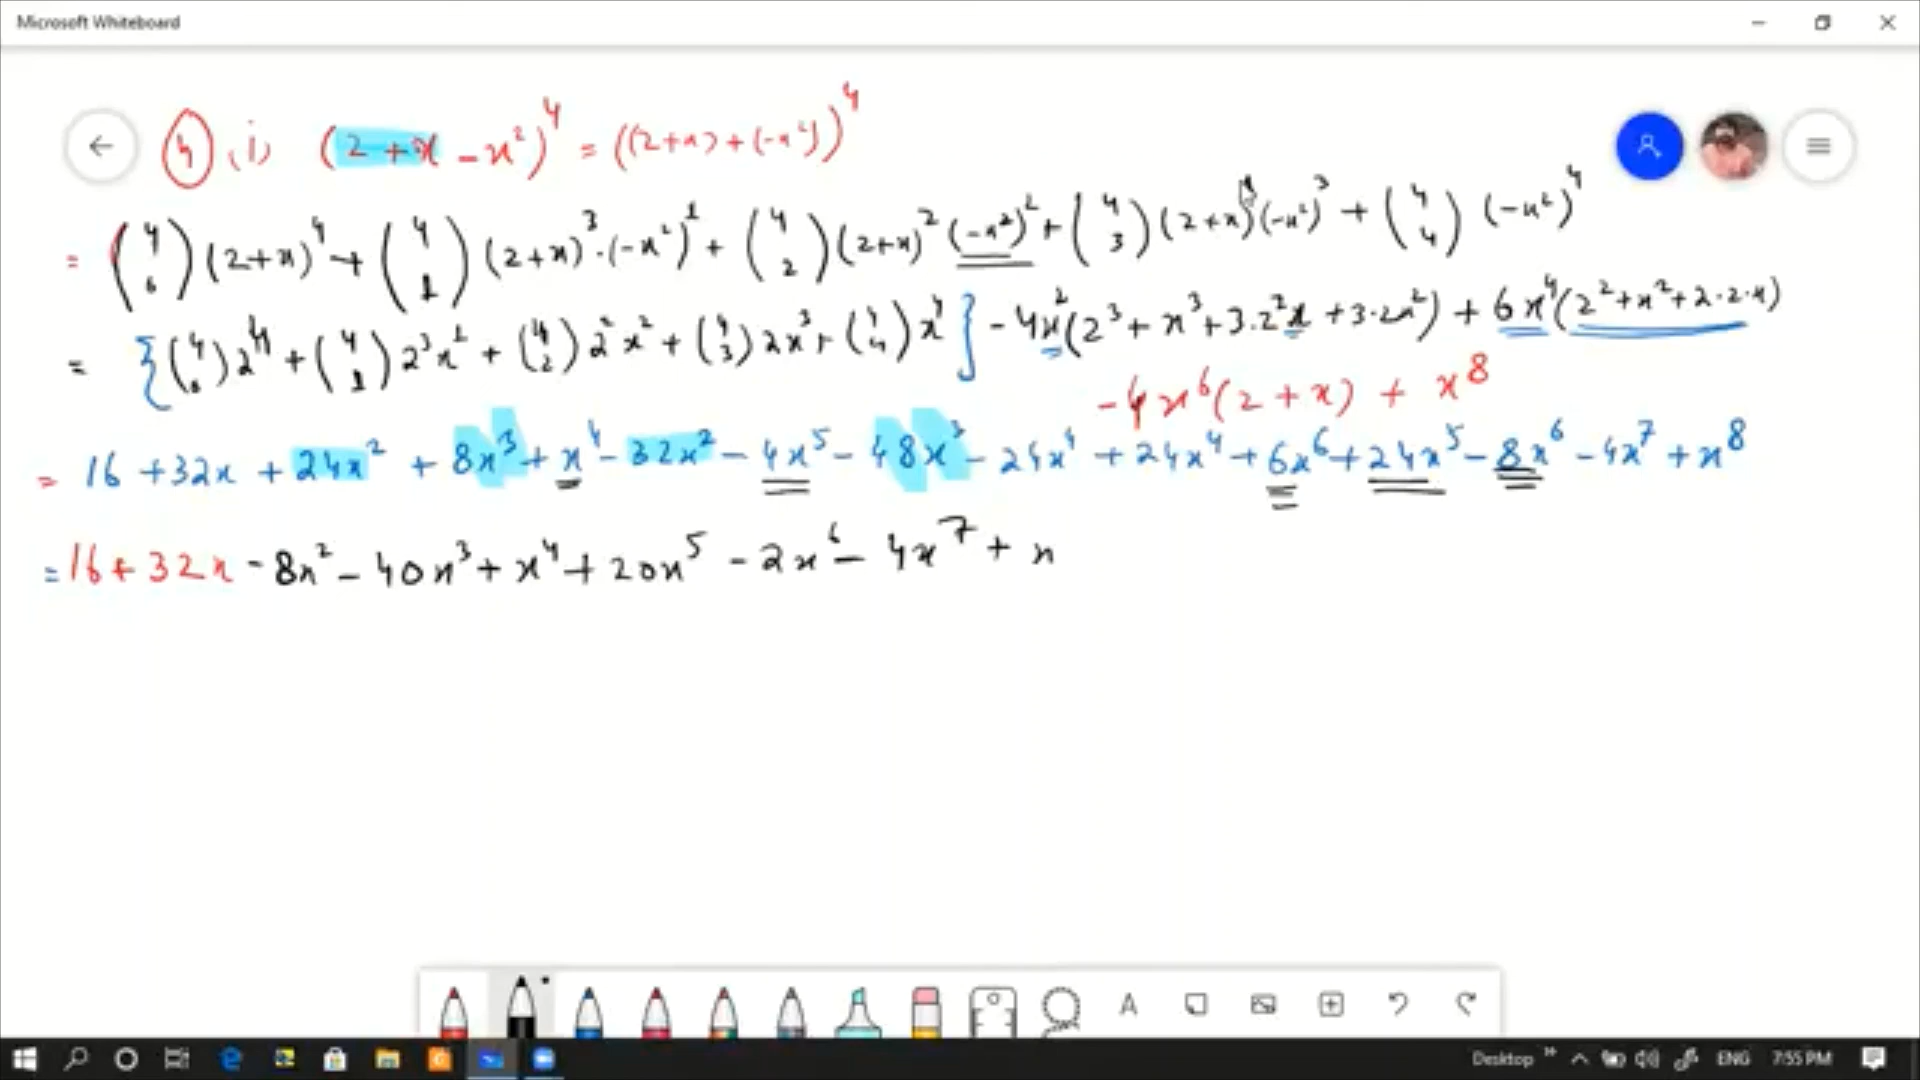 Microsoft Whiteboard
④ (i) (2+x-x²)⁴ = ((2+x)+(-x²))⁴
= (4 0)(2+x)⁴ + (4 1)(2+x)³·(-x²)¹ + (4 2)(2+x)²(-x²)² + (4 3)(2+x)(-x²)³ + (4 4)(-x²)⁴
= {(4 0)2⁴ + (4 1)2³x¹ + (4 2)2²x² + (4 3)2x³ + (4 4)x⁴} - 4x²(2³+x³+3·2²x+3·2x²) + 6x⁴(2²+x²+2·2·x)
-4x⁶(2+x) + x⁸
= 16 +32x + 24x² + 8x³ + x⁴ - 32x² - 4x⁵ - 48x³ - 24x⁴ + 24x⁴ + 6x⁶ + 24x⁵ - 8x⁶ - 4x⁷ + x⁸
= 16 + 32x - 8x² - 40x³ + x⁴ + 20x⁵ - 2x⁶ - 4x⁷ + x
Desktop » ENG 7:55 PM